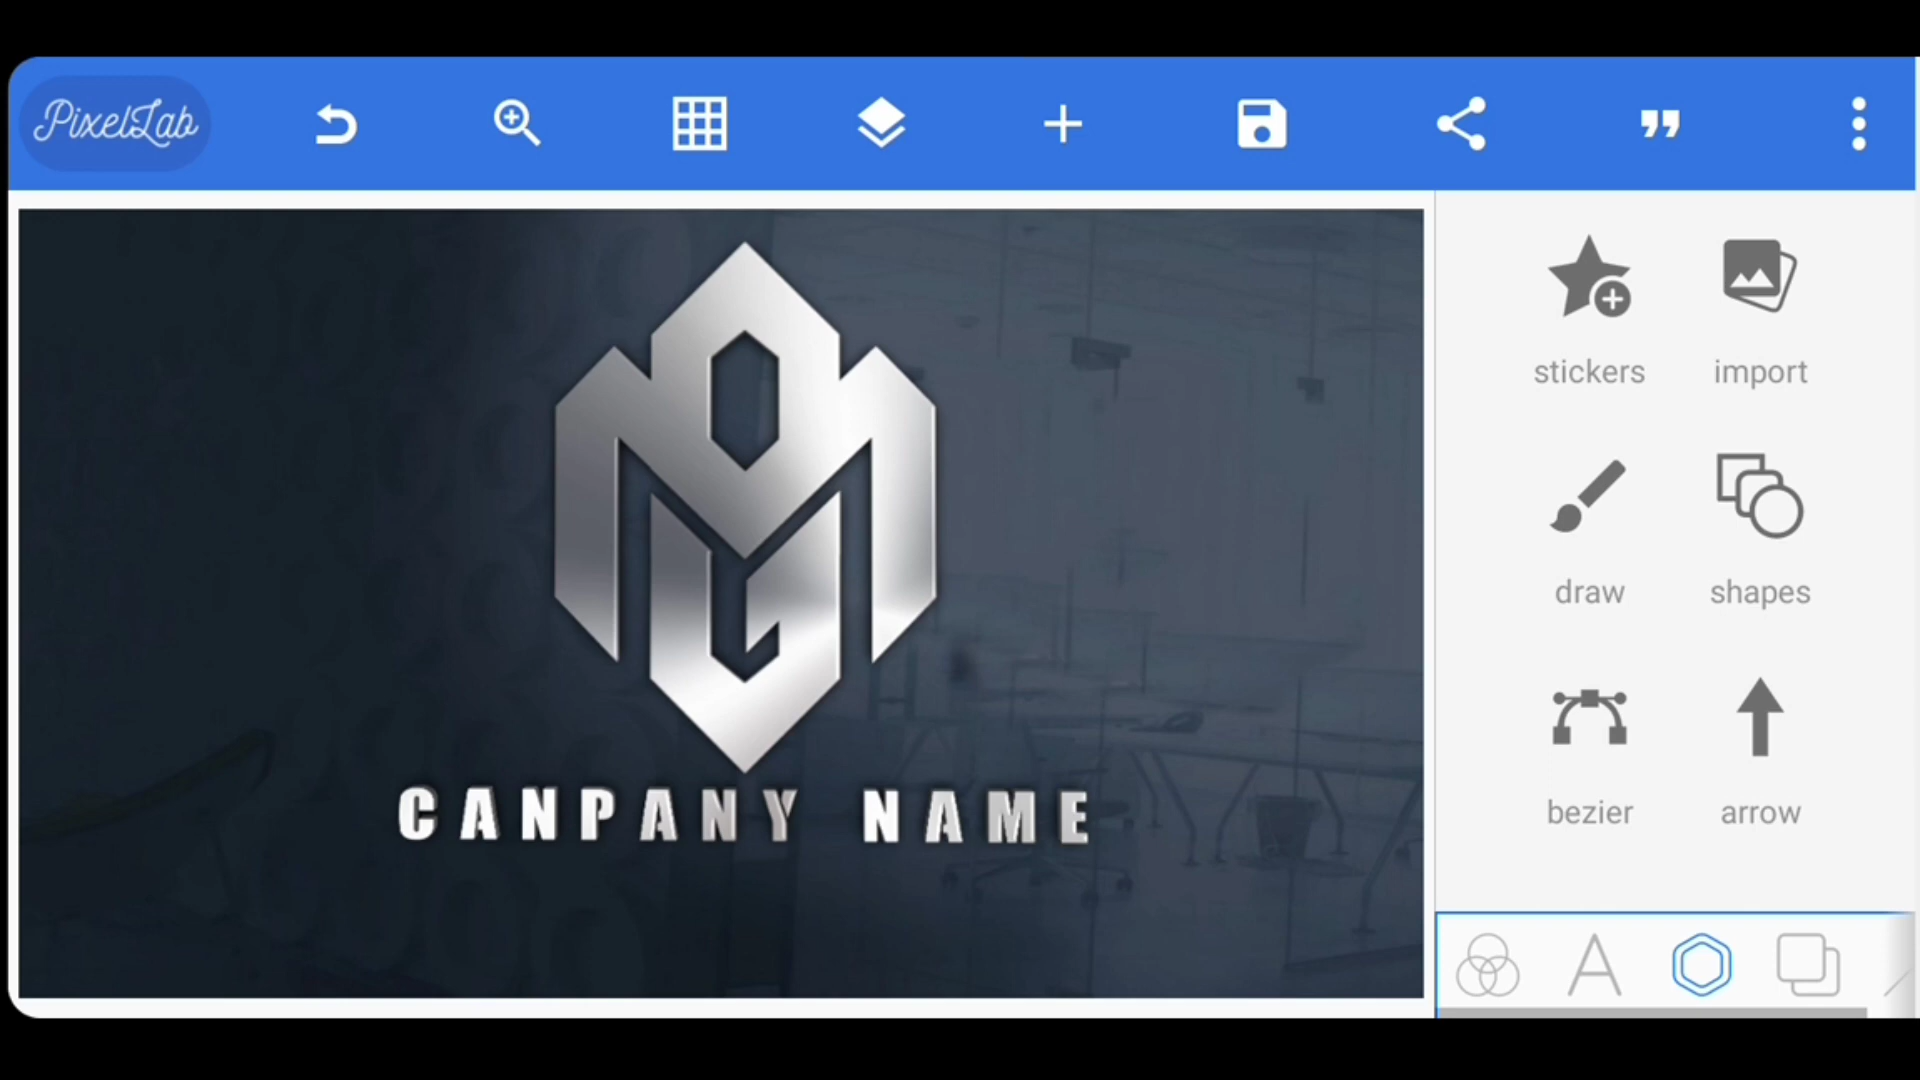 PixelLab
stickers
import
draw
shapes
bezier
arrow
CANPANY NAME